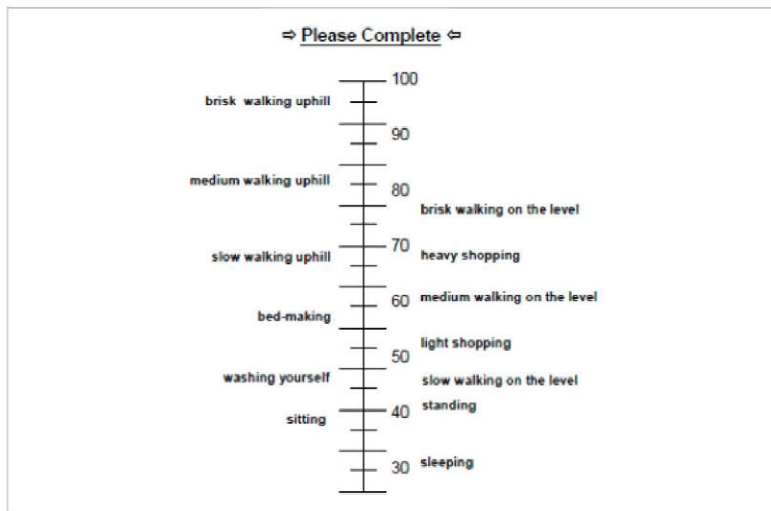 ⇨ Please Complete ⇦
100
brisk walking uphill
90
medium walking uphill
80
brisk walking on the level
70
slow walking uphill
heavy shopping
60
medium walking on the level
bed-making
light shopping
50
washing yourself
slow walking on the level
40
standing
sitting
30
sleeping